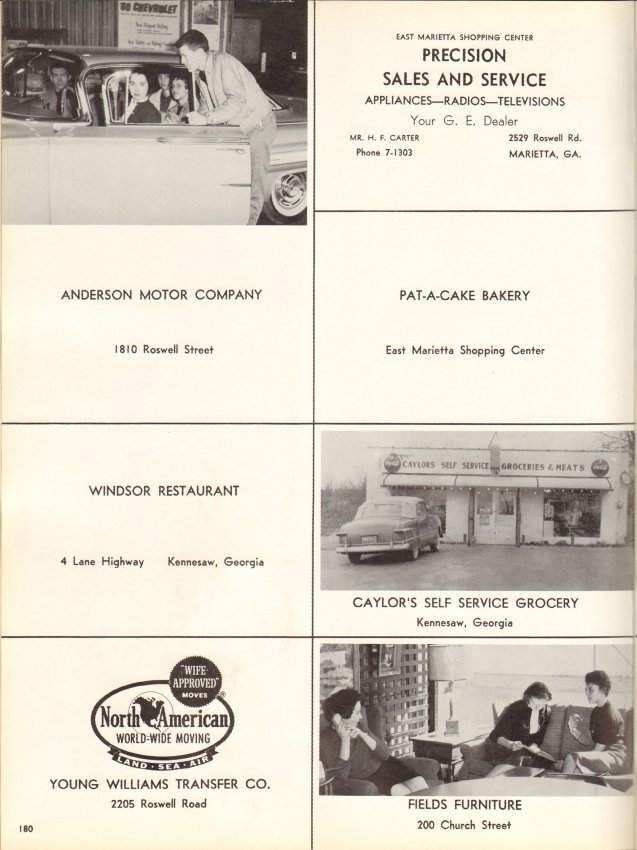 '60 CHEVROLET
EAST MARIETTA SHOPPING CENTER
PRECISION
SALES AND SERVICE
APPLIANCES—RADIOS—TELEVISIONS
Your G. E. Dealer
MR. H. F. CARTER 2529 Roswell Rd.
Phone 7-1303 MARIETTA, GA.
ANDERSON MOTOR COMPANY
1810 Roswell Street
PAT-A-CAKE BAKERY
East Marietta Shopping Center
WINDSOR RESTAURANT
4 Lane Highway Kennesaw, Georgia
CAYLORS SELF SERVICE GROCERIES & MEATS
CAYLOR'S SELF SERVICE GROCERY
Kennesaw, Georgia
"WIFE-
APPROVED"
MOVES
®
North American
WORLD-WIDE MOVING
LAND · SEA · AIR
YOUNG WILLIAMS TRANSFER CO.
2205 Roswell Road
FIELDS FURNITURE
200 Church Street
180